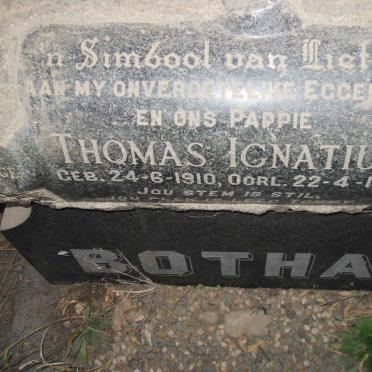 'n Simbool van Lief
AAN MY ONVERGETELIKE EGGE
EN ONS PAPPIE
THOMAS IGNATIU
GEB. 24-6-1910, OORL. 22-4-1
JOU STEM IS STIL,
BOTHA